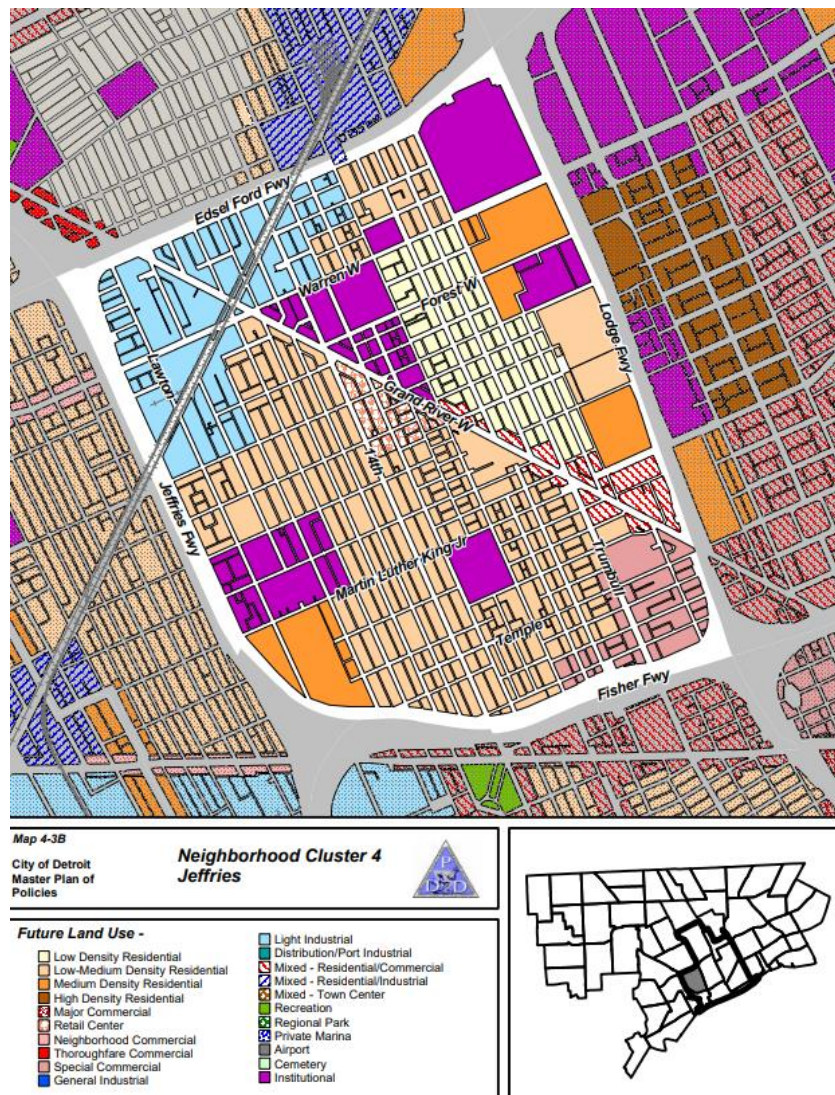 Edsel Ford Fwy
Warren W
Forest W
Lodge Fwy
Lawton
Grand River W
14th
Jeffries Fwy
Martin Luther King Jr
Trumbull
Temple
Fisher Fwy
Map 4-3B
City of Detroit
Master Plan of
Policies
Neighborhood Cluster 4
Jeffries
P
D D
Future Land Use -
Low Density Residential
Low-Medium Density Residential
Medium Density Residential
High Density Residential
Major Commercial
Retail Center
Neighborhood Commercial
Thoroughfare Commercial
Special Commercial
General Industrial
Light Industrial
Distribution/Port Industrial
Mixed - Residential/Commercial
Mixed - Residential/Industrial
Mixed - Town Center
Recreation
Regional Park
Private Marina
Airport
Cemetery
Institutional